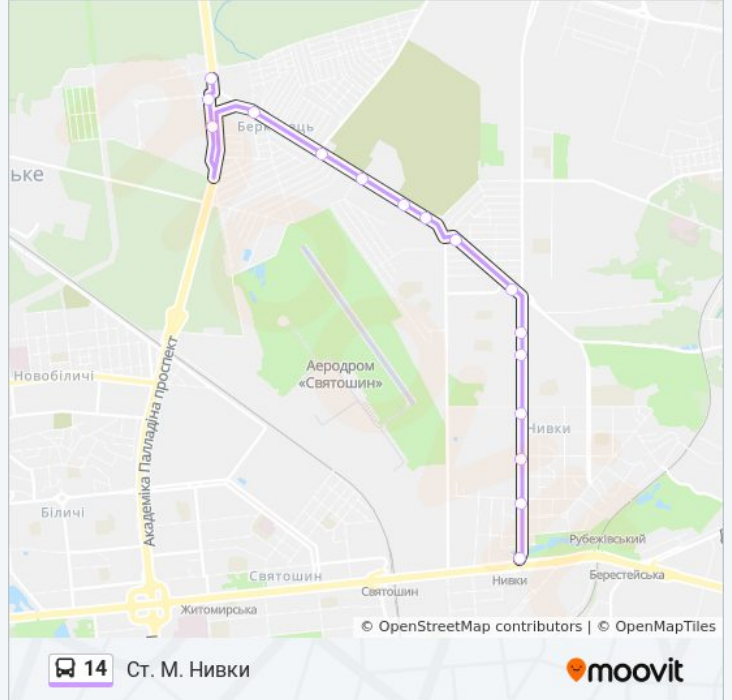 Берковець
ьке
Аеродром
«Святошин»
Новобіличі
Академіка Палладіна проспект
Нивки
Біличі
Рубежівський
Святошин
Святошин
Нивки
Берестейська
Житомирська
© OpenStreetMap contributors | © OpenMapTiles
14 Ст. М. Нивки
moovit